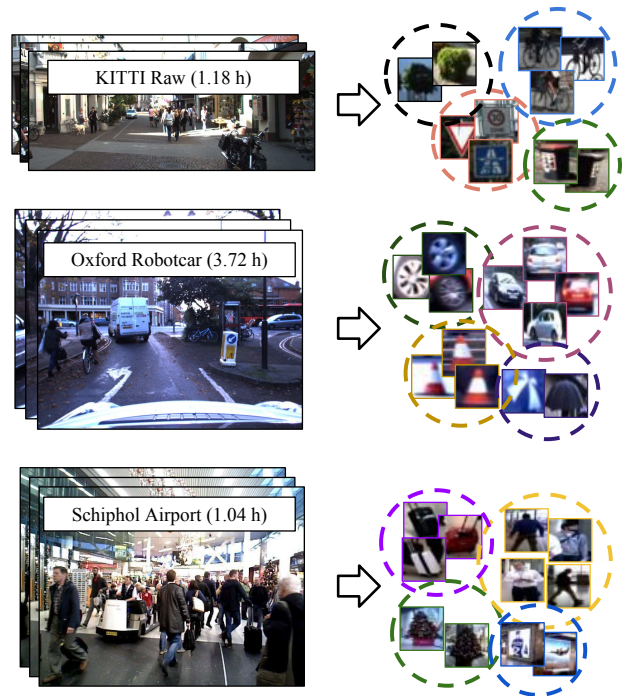 KITTI Raw (1.18 h)
Oxford Robotcar (3.72 h)
Schiphol Airport (1.04 h)